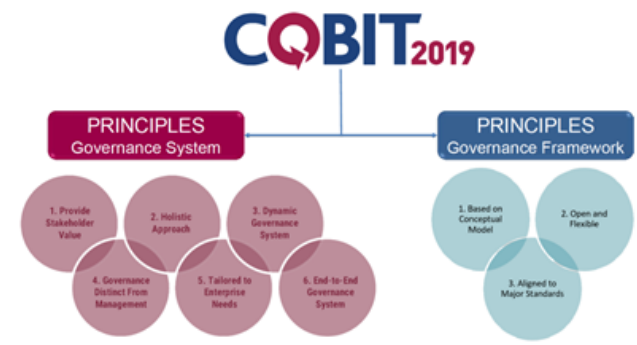 COBIT 2019
PRINCIPLES
Governance System
PRINCIPLES
Governance Framework
1. Provide
Stakeholder
Value
2. Holistic
Approach
3. Dynamic
Governance
System
4. Governance
Distinct From
Management
5. Tailored to
Enterprise
Needs
6. End-to-End
Governance
System
1. Based on
Conceptual
Model
2. Open and
Flexible
3. Aligned to
Major Standards